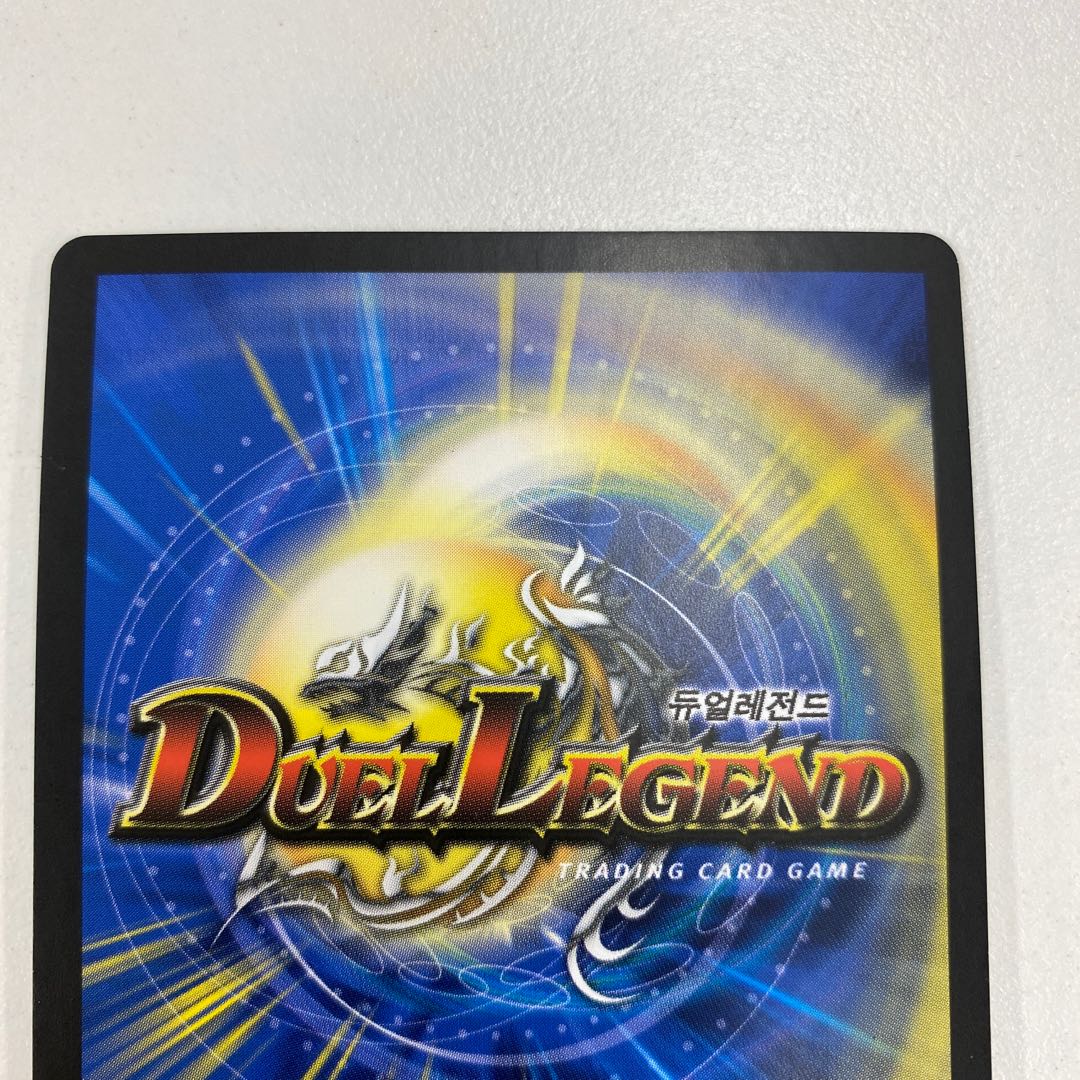 듀얼레전드
DUEL LEGEND
TRADING CARD GAME